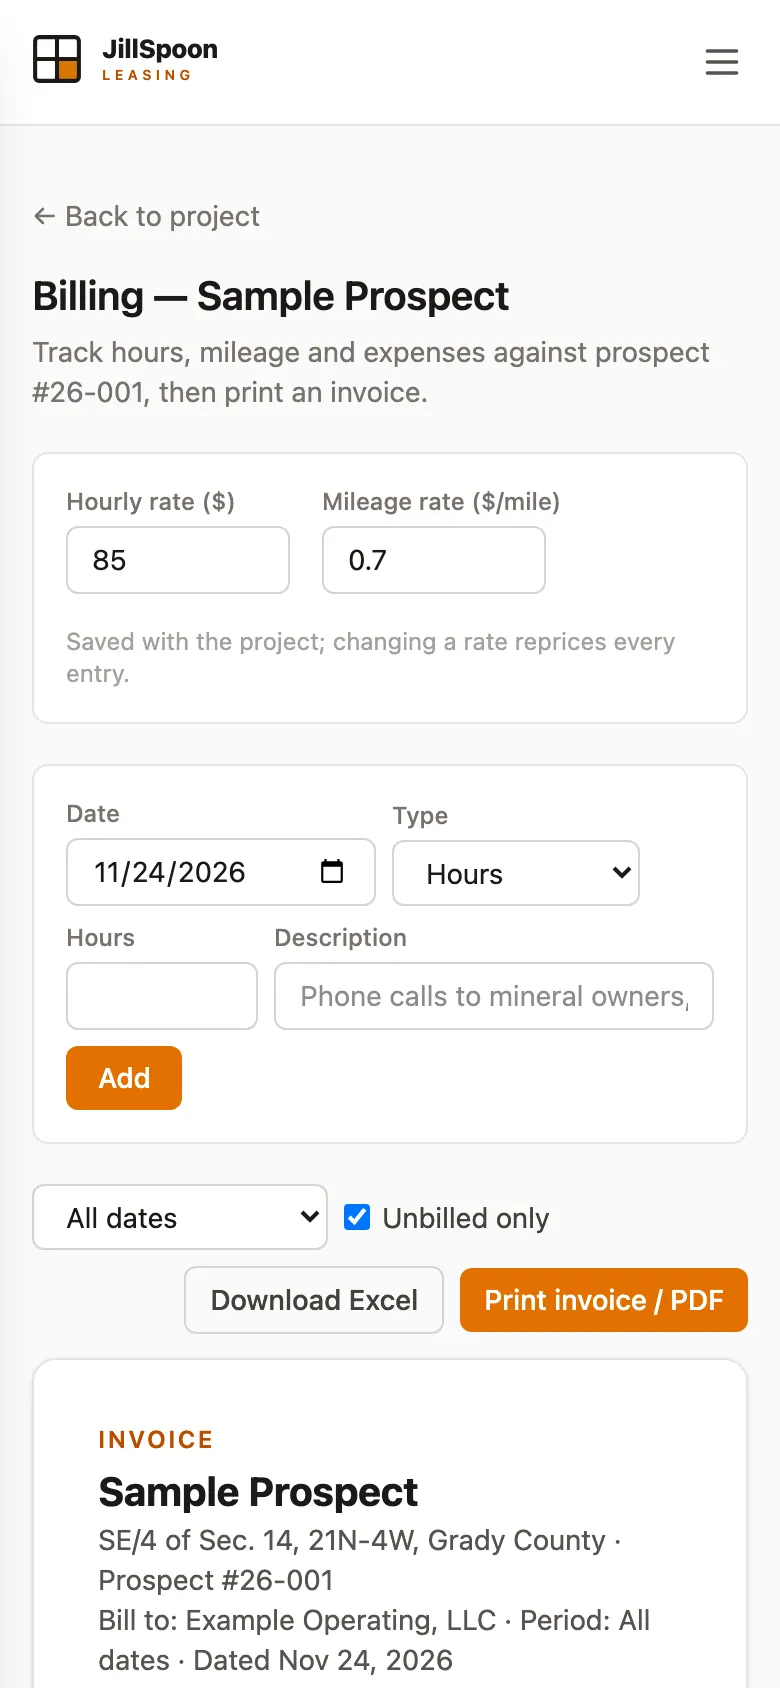 JillSpoon
LEASING
← Back to project
Billing — Sample Prospect
Track hours, mileage and expenses against prospect
#26-001, then print an invoice.
Hourly rate ($)
Mileage rate ($/mile)
85
0.7
Saved with the project; changing a rate reprices every
entry.
Date
Type
11/24/2026
Hours
Hours
Description
Phone calls to mineral owners,
Add
All dates
Unbilled only
Download Excel
Print invoice / PDF
INVOICE
Sample Prospect
SE/4 of Sec. 14, 21N-4W, Grady County ·
Prospect #26-001
Bill to: Example Operating, LLC · Period: All
dates · Dated Nov 24, 2026